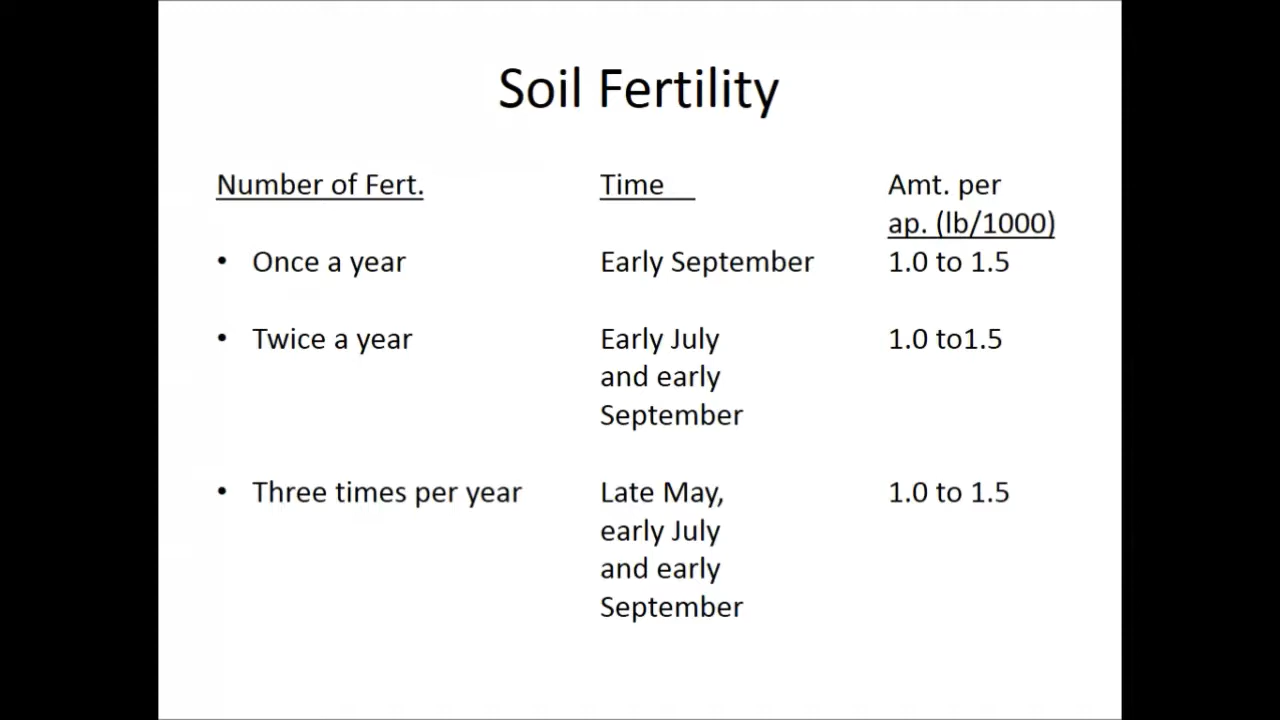 Soil Fertility
Number of Fert. Time Amt. per
ap. (lb/1000)
• Once a year Early September 1.0 to 1.5
• Twice a year Early July 1.0 to1.5
and early
September
• Three times per year Late May, 1.0 to 1.5
early July
and early
September